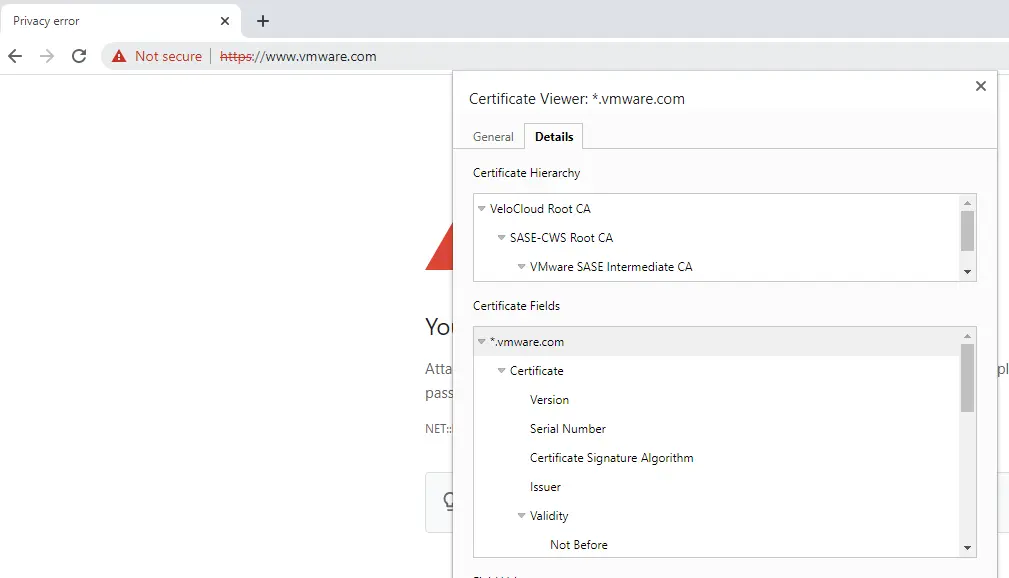 Privacy error
Not secure
https://www.vmware.com
Certificate Viewer: *.vmware.com
General
Details
Certificate Hierarchy
VeloCloud Root CA
SASE-CWS Root CA
VMware SASE Intermediate CA
Certificate Fields
*.vmware.com
Certificate
Version
Serial Number
Certificate Signature Algorithm
Issuer
Validity
Not Before
You
Atta
pl
pass
NET::